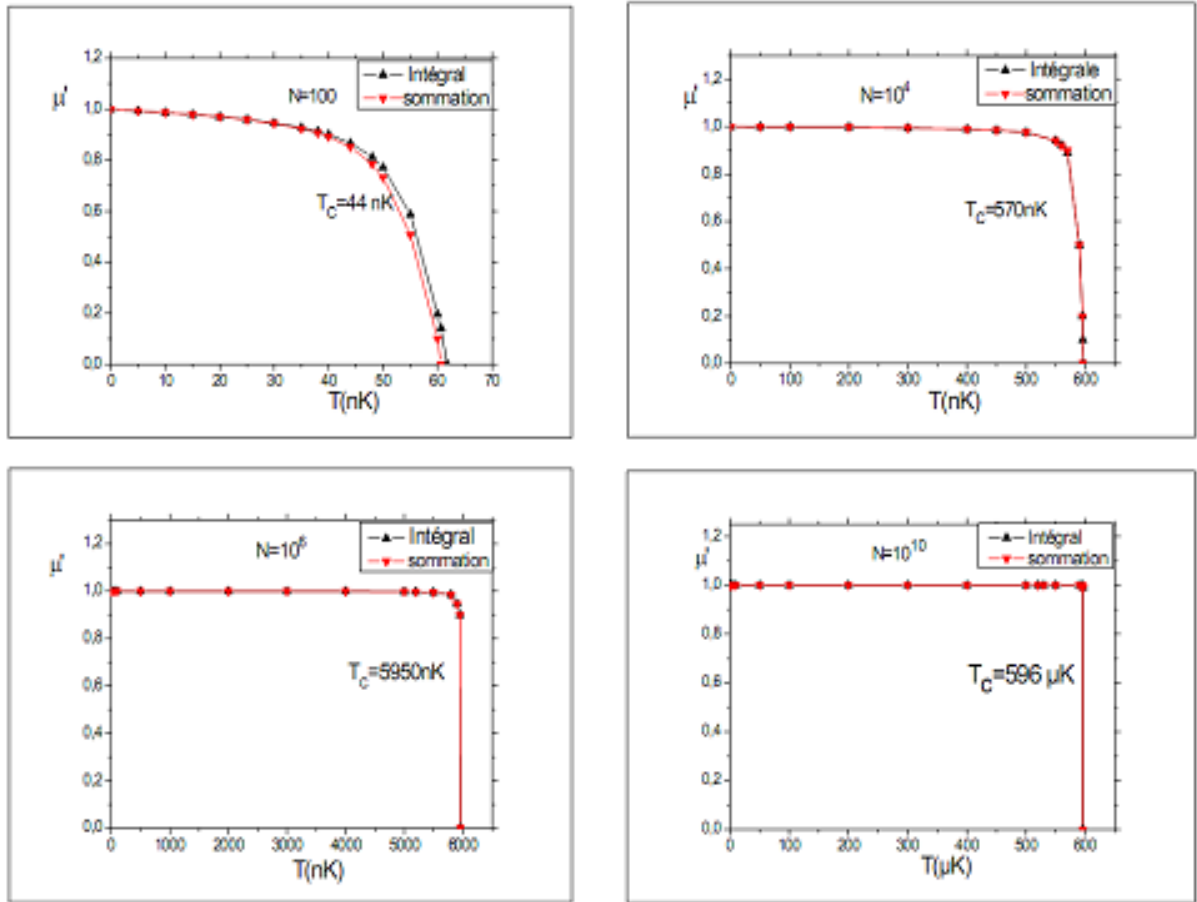 1,2
1,0
0,8
0,6
0,4
0,2
0,0
μ'
N=100
Intégral
sommation
T_C=44 nK
0 10 20 30 40 50 60 70
T(nK)
1,2
1,0
0,8
0,6
0,4
0,2
0,0
μ'
N=10^4
Intégrale
sommation
T_C=570nK
0 100 200 300 400 500 600
T(nK)
1,2
1,0
0,8
0,6
0,4
0,2
0,0
μ'
Intégral
sommation
T_C=5950nK
0 1000 2000 3000 4000 5000 6000
T(nK)
1,2
1,0
0,8
0,6
0,4
0,2
0,0
μ'
N=10^10
Intégral
sommation
T_C=596 μK
0 100 200 300 400 500 600
T(μK)